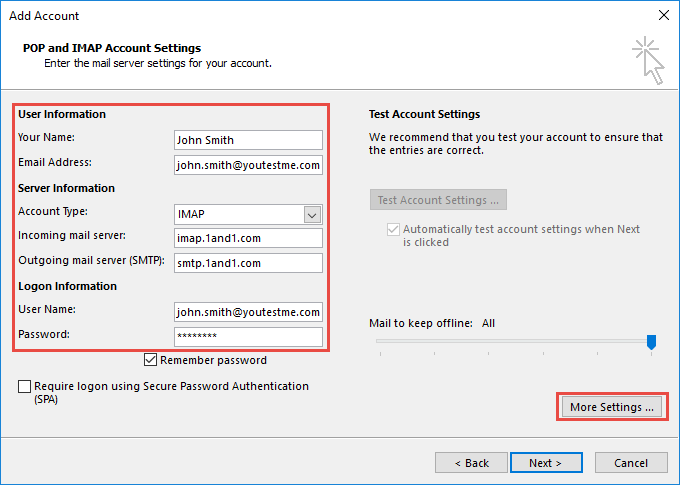 Add Account
POP and IMAP Account Settings
Enter the mail server settings for your account.
User Information
Your Name: John Smith
Email Address: john.smith@youtestme.com
Server Information
Account Type: IMAP
Incoming mail server: imap.1and1.com
Outgoing mail server (SMTP): smtp.1and1.com
Logon Information
User Name: john.smith@youtestme.com
Password: ********
Remember password
Require logon using Secure Password Authentication
(SPA)
Test Account Settings
We recommend that you test your account to ensure that
the entries are correct.
Test Account Settings ...
Automatically test account settings when Next
is clicked
Mail to keep offline: All
More Settings ...
< Back
Next >
Cancel